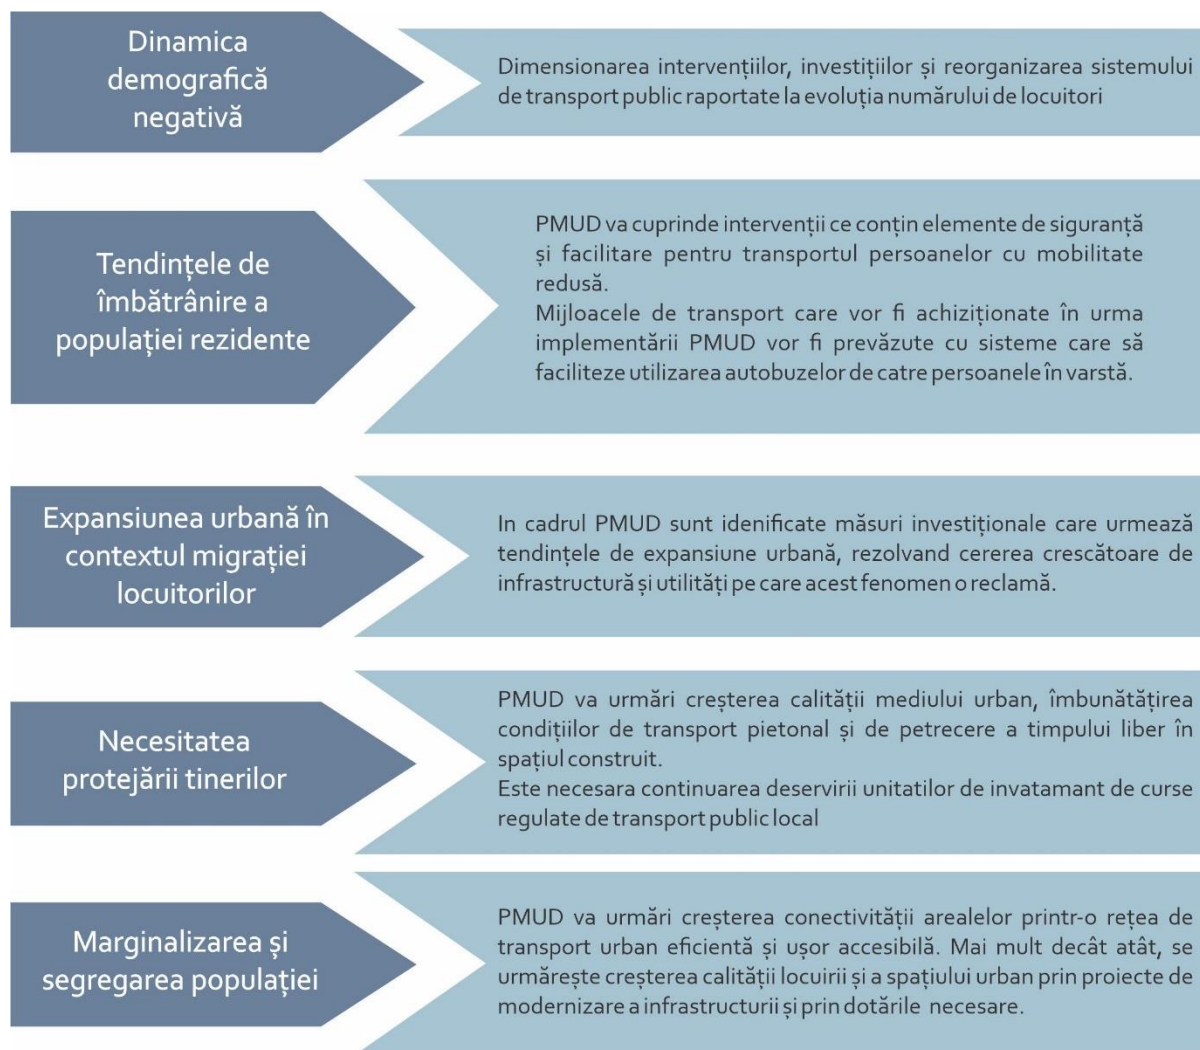 Dinamica
demografică
negativă
Dimensionarea intervențiilor, investițiilor și reorganizarea sistemului
de transport public raportate la evoluția numărului de locuitori
Tendințele de
îmbătrânire a
populației rezidente
PMUD va cuprinde intervenții ce conțin elemente de siguranță
și facilitare pentru transportul persoanelor cu mobilitate
redusă.
Mijloacele de transport care vor fi achiziționate în urma
implementării PMUD vor fi prevăzute cu sisteme care să
faciliteze utilizarea autobuzelor de catre persoanele în varstă.
Expansiunea urbană în
contextul migrației
locuitorilor
In cadrul PMUD sunt idenificate măsuri investiționale care urmează
tendințele de expansiune urbană, rezolvand cererea crescătoare de
infrastructură și utilități pe care acest fenomen o reclamă.
Necesitatea
protejării tinerilor
PMUD va urmări creșterea calității mediului urban, îmbunătățirea
condițiilor de transport pietonal și de petrecere a timpului liber în
spațiul construit.
Este necesara continuarea deservirii unitatilor de invatamant de curse
regulate de transport public local
Marginalizarea și
segregarea populației
PMUD va urmări creșterea conectivității arealelor printr-o rețea de
transport urban eficientă și ușor accesibilă. Mai mult decât atât, se
urmărește creșterea calității locuirii și a spațiului urban prin proiecte de
modernizare a infrastructurii și prin dotările necesare.